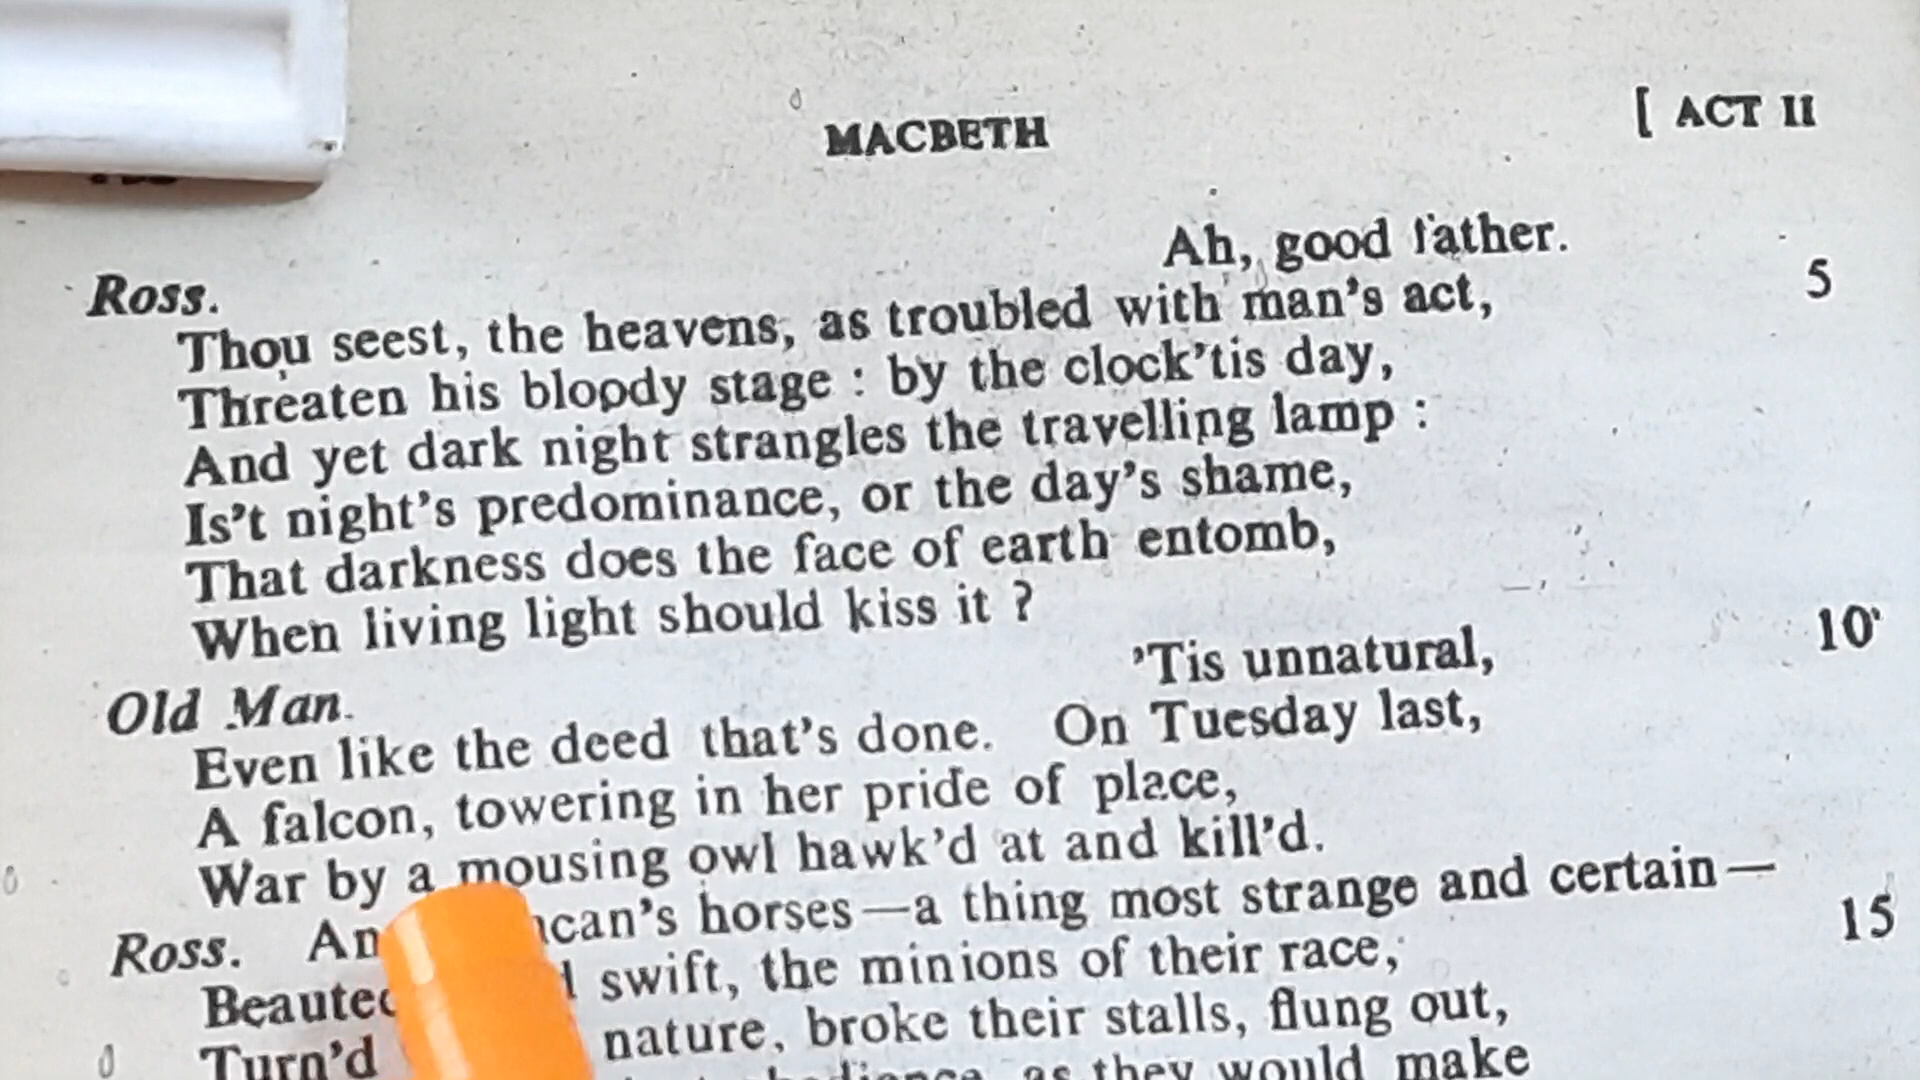 MACBETH
[ ACT II
Ah, good father.
Ross.
Thou seest, the heavens, as troubled with man's act, 5
Threaten his bloody stage : by the clock'tis day,
And yet dark night strangles the travelling lamp :
Is't night's predominance, or the day's shame,
That darkness does the face of earth entomb,
When living light should kiss it ?
'Tis unnatural, 10
Old Man.
Even like the deed that's done. On Tuesday last,
A falcon, towering in her pride of place,
War by a mousing owl hawk'd at and kill'd.
Ross. horses—a thing most strange and certain—
swift, the minions of their race, 15
Turn'd nature, broke their stalls, flung out,
as they would make